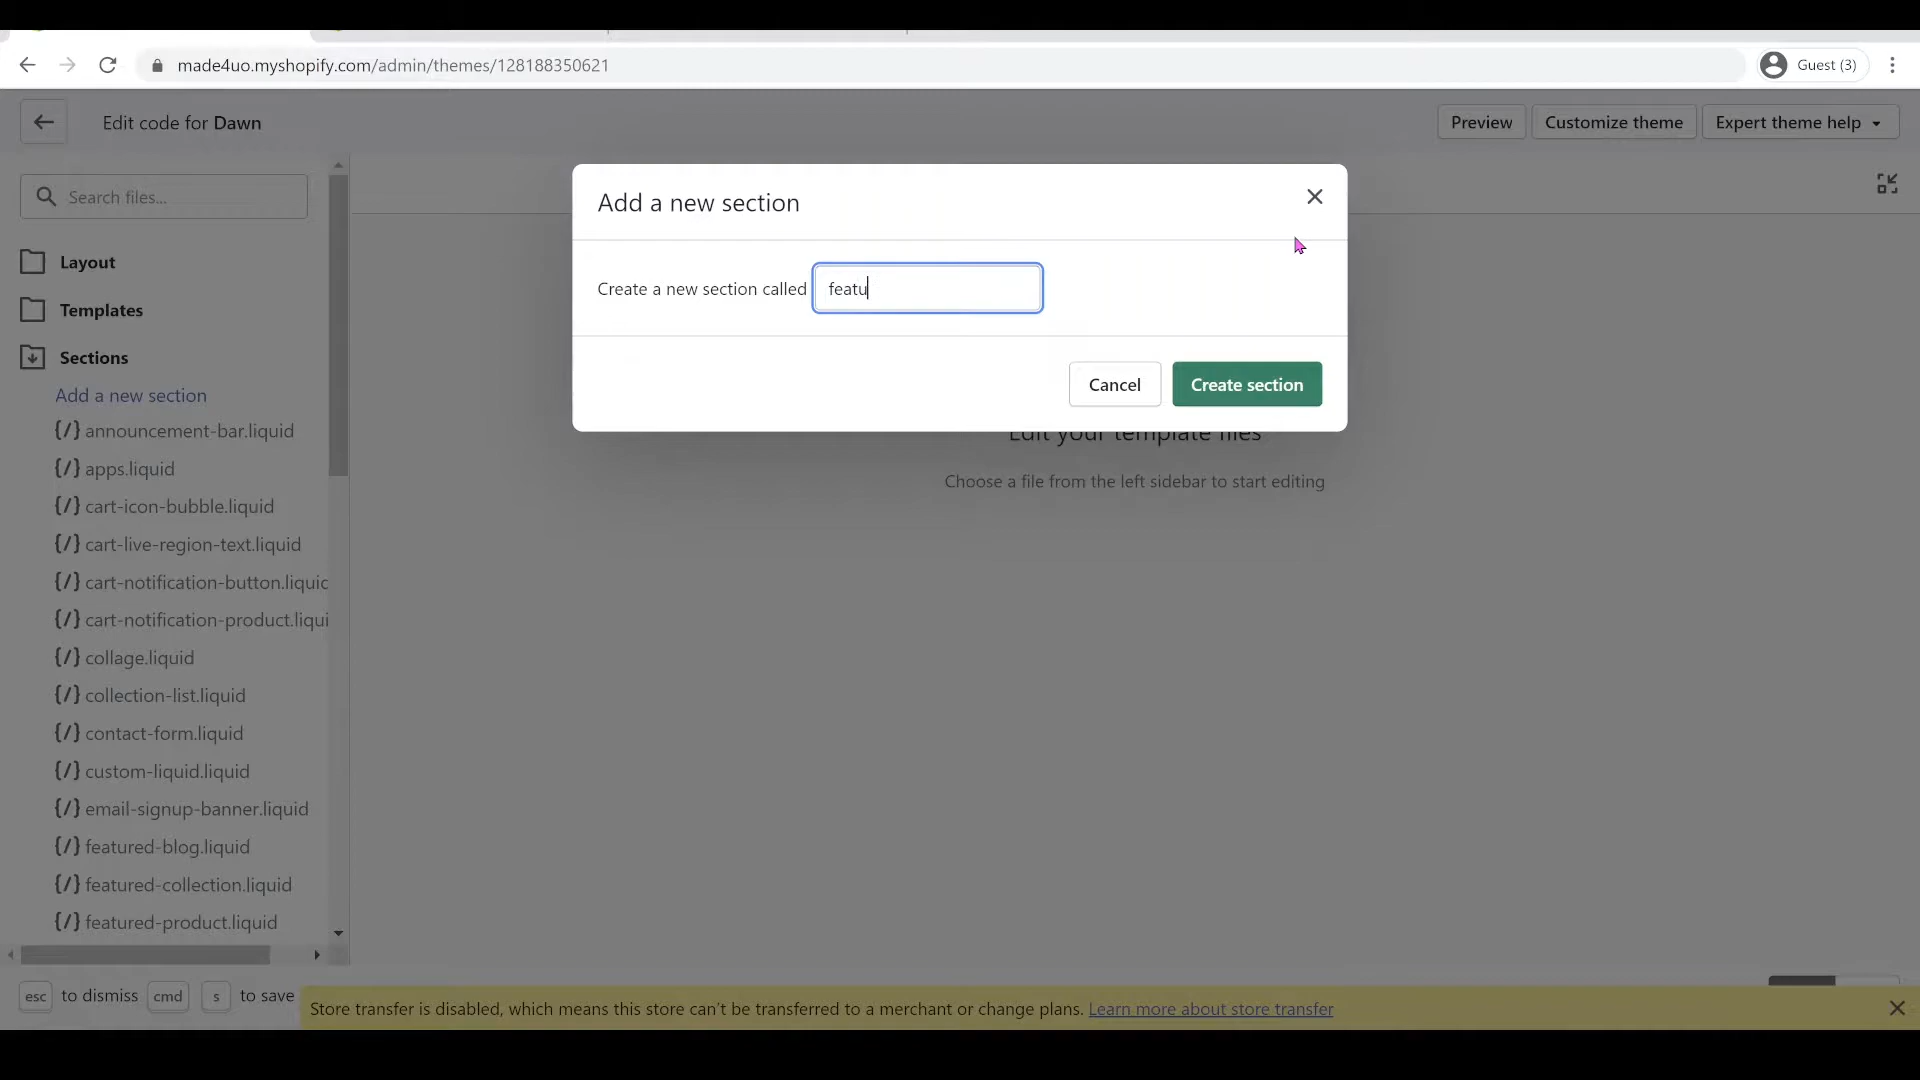 made4uo.myshopify.com/admin/themes/128188350621
Guest (3)
Edit code for Dawn
Preview
Customize theme
Expert theme help
Search files...
Layout
Templates
Sections
Add a new section
{/} announcement-bar.liquid
{/} apps.liquid
{/} cart-icon-bubble.liquid
{/} cart-live-region-text.liquid
{/} cart-notification-button.liquid
{/} cart-notification-product.liqui
{/} collage.liquid
{/} collection-list.liquid
{/} contact-form.liquid
{/} custom-liquid.liquid
{/} email-signup-banner.liquid
{/} featured-blog.liquid
{/} featured-collection.liquid
{/} featured-product.liquid
Add a new section
Create a new section called featu
Cancel
Create section
Edit your template files
Choose a file from the left sidebar to start editing
esc to dismiss cmd s to save
Store transfer is disabled, which means this store can't be transferred to a merchant or change plans. Learn more about store transfer